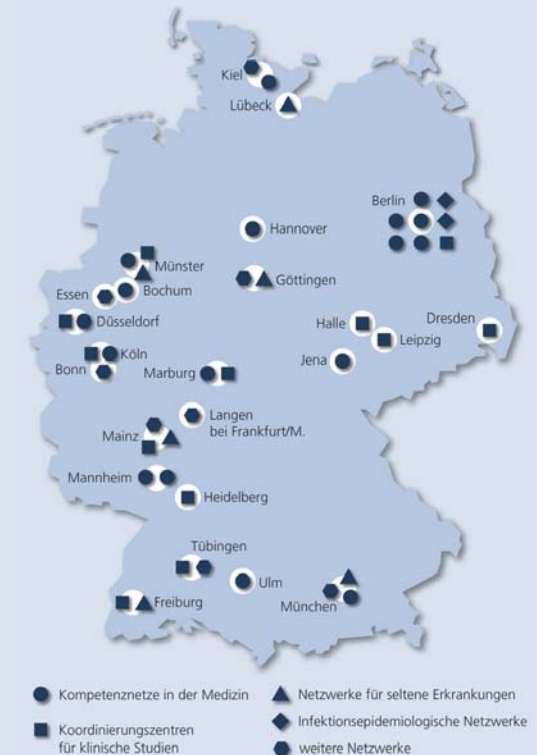 Kiel
Lübeck
Berlin
Hannover
Münster
Göttingen
Essen
Bochum
Düsseldorf
Halle
Dresden
Leipzig
Köln
Bonn
Marburg
Jena
Langen
bei Frankfurt/M.
Mainz
Mannheim
Heidelberg
Tübingen
Ulm
München
Freiburg
Kompetenznetze in der Medizin
Koordinierungszentren
für klinische Studien
Netzwerke für seltene Erkrankungen
Infektionsepidemiologische Netzwerke
weitere Netzwerke